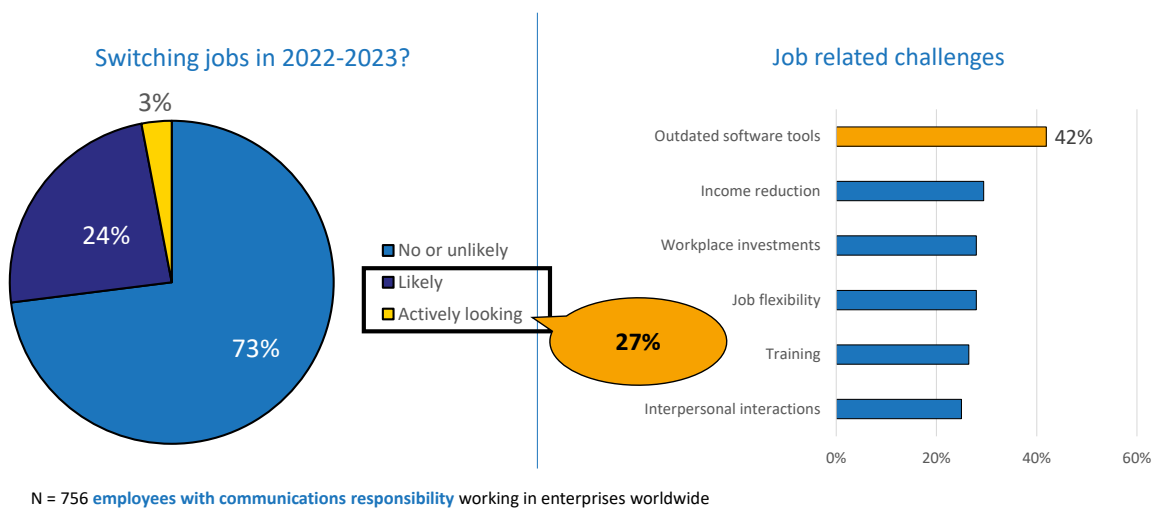 Switching jobs in 2022-2023?
3%
24%
73%
No or unlikely
Likely
Actively looking
27%
Job related challenges
Outdated software tools
42%
Income reduction
Workplace investments
Job flexibility
Training
Interpersonal interactions
0% 20% 40% 60%
N = 756 employees with communications responsibility working in enterprises worldwide